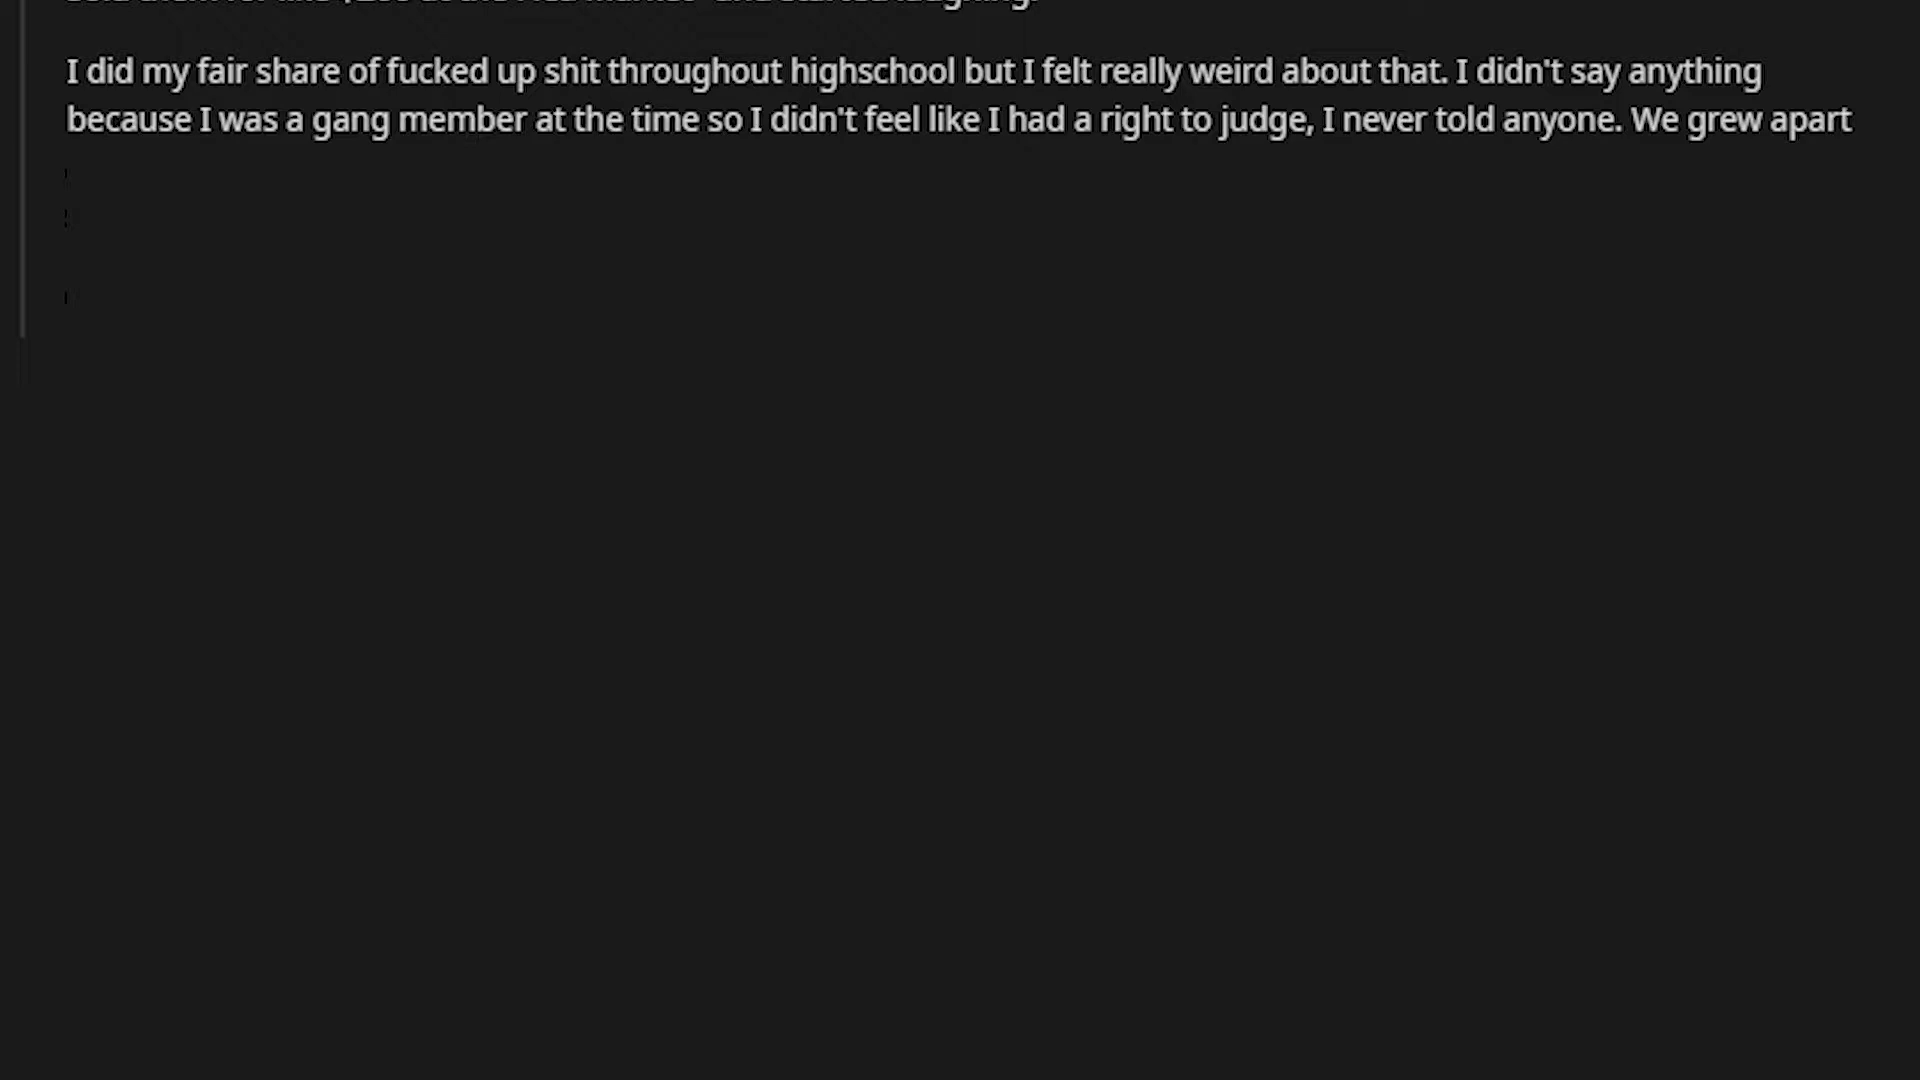 I did my fair share of fucked up shit throughout highschool but I felt really weird about that. I didn't say anything
because I was a gang member at the time so I didn't feel like I had a right to judge, I never told anyone. We grew apart